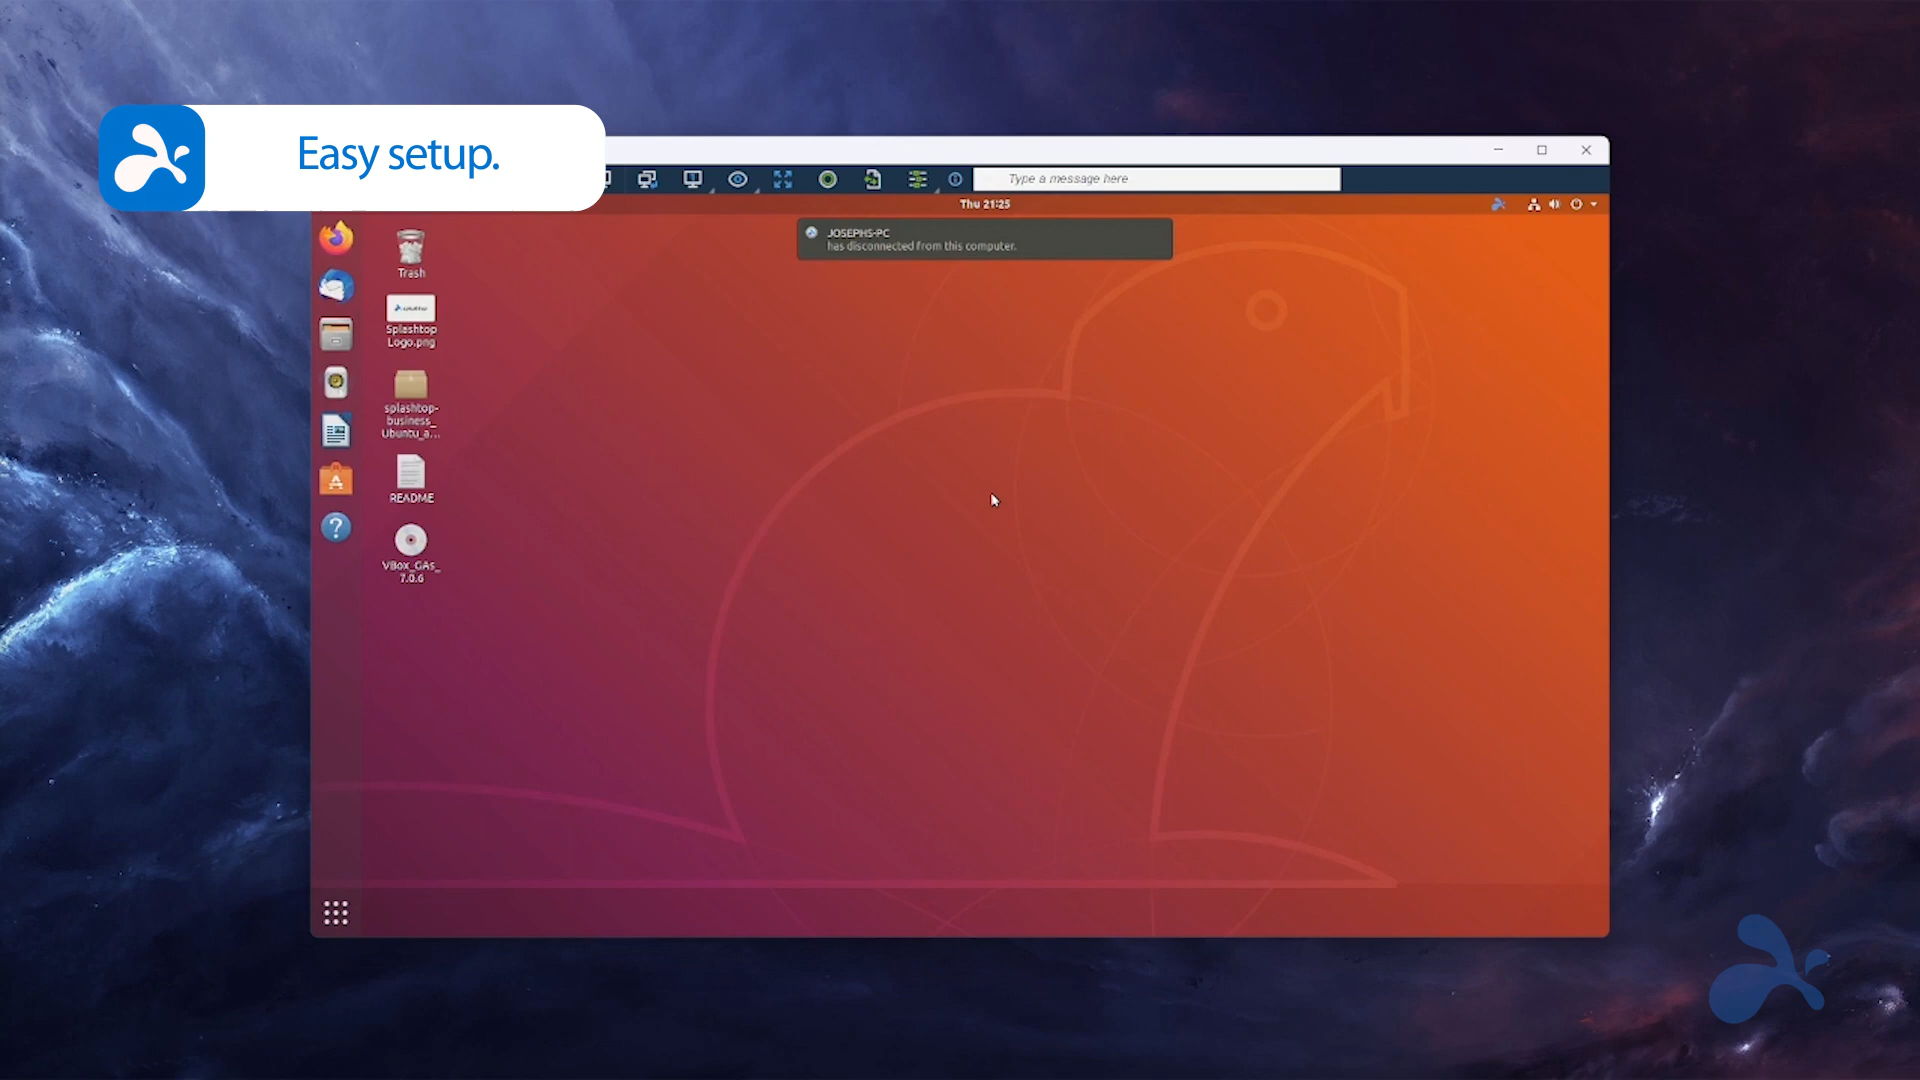 Easy setup.
Type a message here
Thu 21:25
JOSEPHS-PC
has disconnected from this computer.
Trash
splashtop
Splashtop
Logo.png
splashtop-
business_
Ubuntu_a...
README
VBox_GAs_
7.0.6